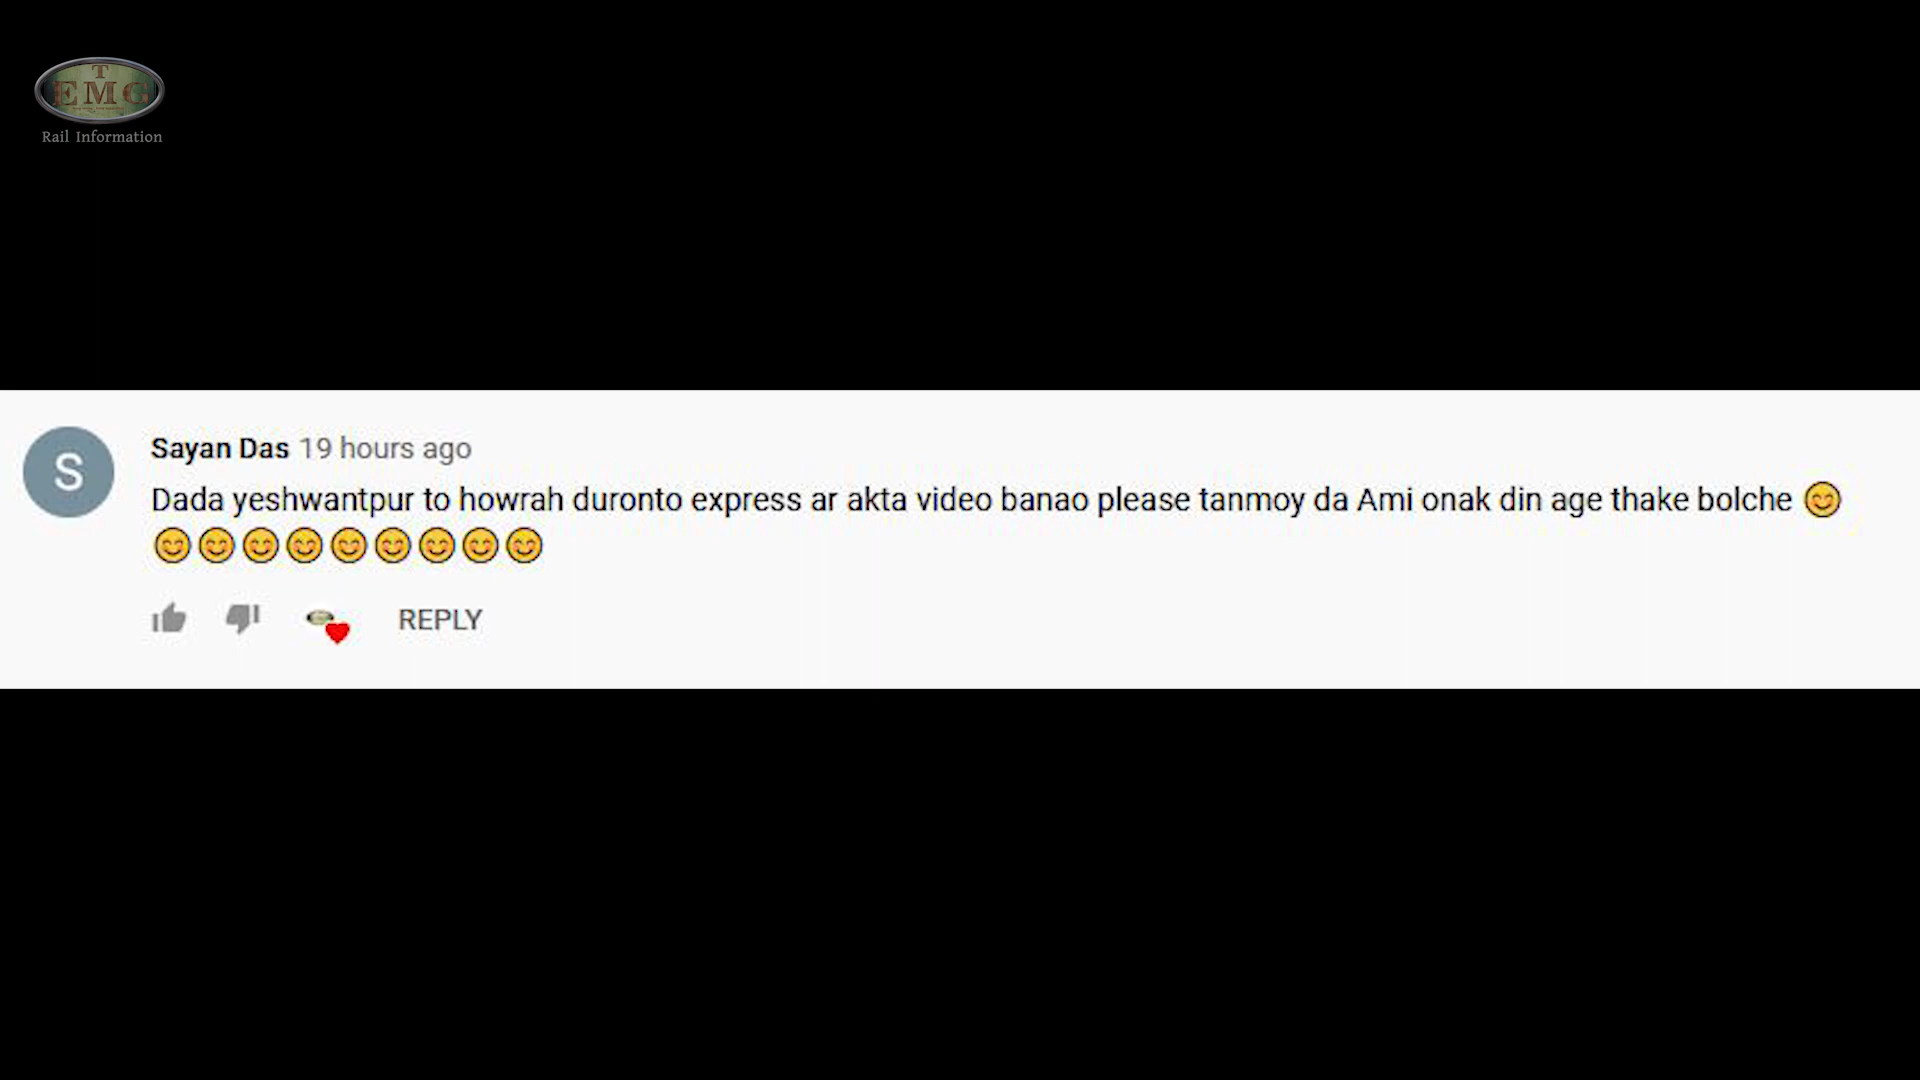 T
EMG
Rail Information
S
Sayan Das 19 hours ago
Dada yeshwantpur to howrah duronto express ar akta video banao please tanmoy da Ami onak din age thake bolche 😊
😊😊😊😊😊😊😊😊😊
REPLY